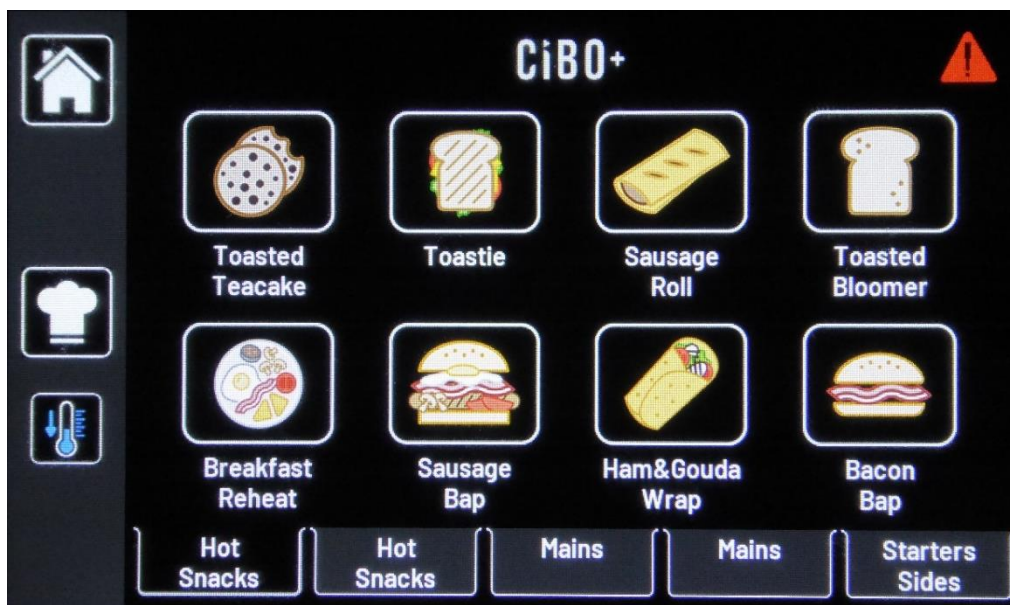 CiBO+
Toasted
Teacake
Toastie
Sausage
Roll
Toasted
Bloomer
Breakfast
Reheat
Sausage
Bap
Ham&Gouda
Wrap
Bacon
Bap
Hot
Snacks
Hot
Snacks
Mains
Mains
Starters
Sides